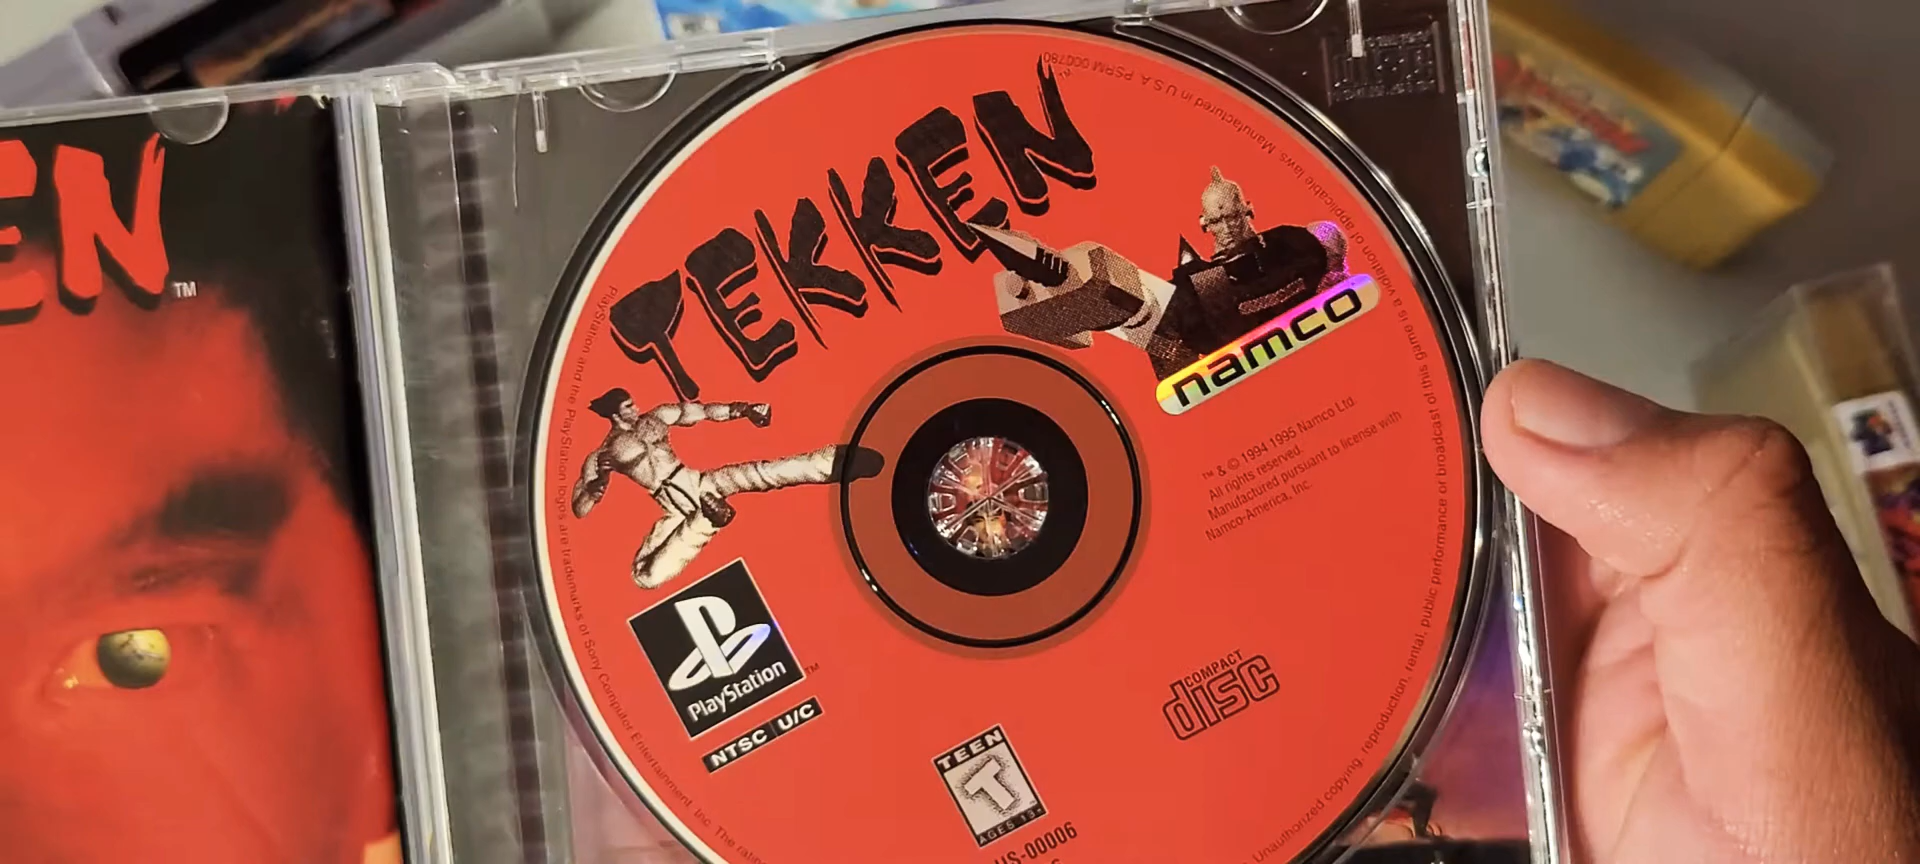 EN
TM
TEKKEN
namco
™ & © 1994 1995 Namco Ltd.
All rights reserved.
Manufactured pursuant to license with
Namco-America, Inc.
PlayStation
TM
NTSC U/C
COMPACT
disc
TEEN
T
AGES 13+
US-00006
PlayStation and the PlayStation logos are trademarks of Sony Computer Entertainment, Inc. The
Unauthorized copying, reproduction, rental, public performance or broadcast of this game is a violation of applicable laws. Manufactured in U.S.A. PSRM 000780